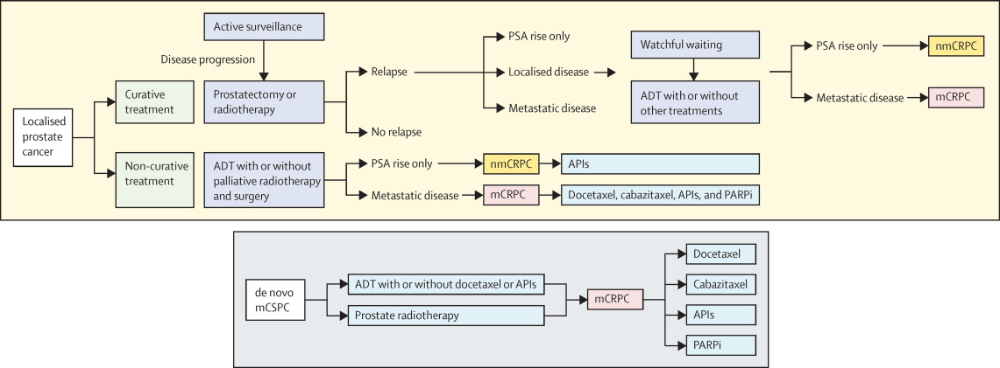 Active surveillance
Disease progression
Localised
prostate
cancer
Curative
treatment
Prostatectomy or
radiotherapy
Relapse
No relapse
PSA rise only
Localised disease
Metastatic disease
Watchful waiting
ADT with or without
other treatments
PSA rise only
nmCRPC
Metastatic disease
mCRPC
Non-curative
treatment
ADT with or without
palliative radiotherapy
and surgery
PSA rise only
nmCRPC
APIs
Metastatic disease
mCRPC
Docetaxel, cabazitaxel, APIs, and PARPi
de novo
mCSPC
ADT with or without docetaxel or APIs
Prostate radiotherapy
mCRPC
Docetaxel
Cabazitaxel
APIs
PARPi